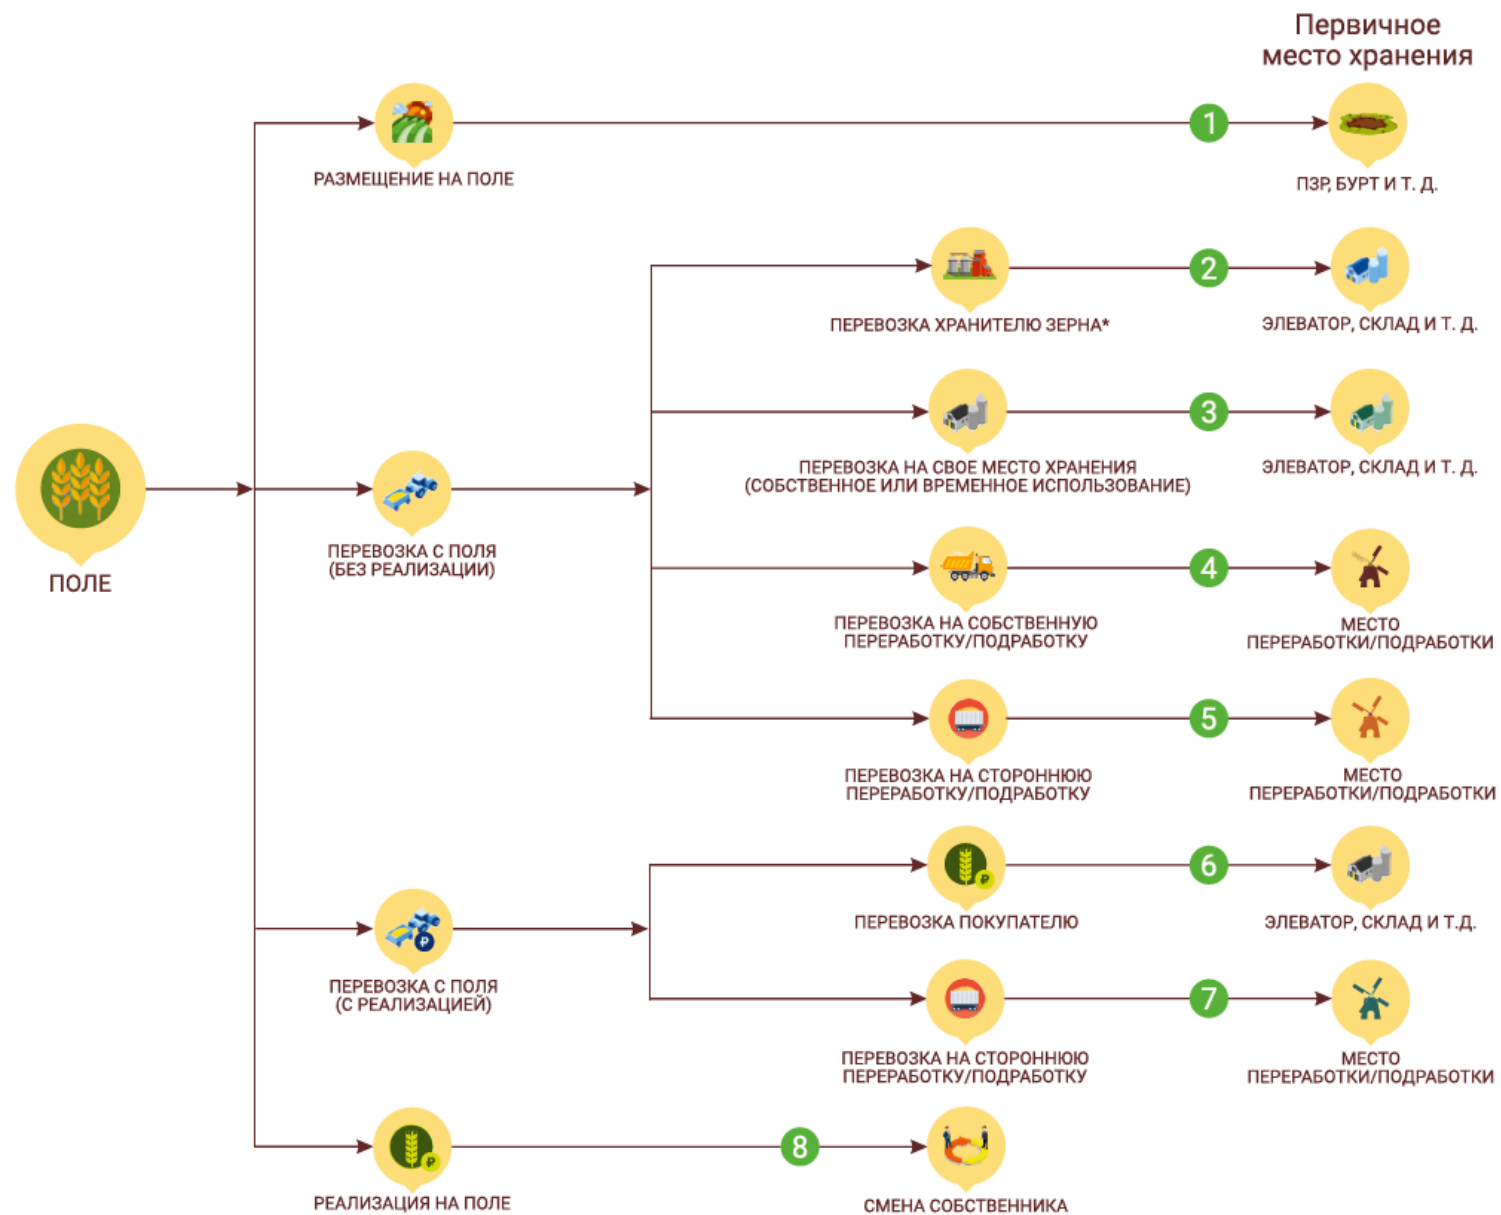 Первичное
место хранения
1
РАЗМЕЩЕНИЕ НА ПОЛЕ
ПЗР, БУРТ И Т. Д.
2
ПЕРЕВОЗКА ХРАНИТЕЛЮ ЗЕРНА*
ЭЛЕВАТОР, СКЛАД И Т. Д.
3
ПЕРЕВОЗКА НА СВОЕ МЕСТО ХРАНЕНИЯ
(СОБСТВЕННОЕ ИЛИ ВРЕМЕННОЕ ИСПОЛЬЗОВАНИЕ)
ЭЛЕВАТОР, СКЛАД И Т. Д.
ПОЛЕ
ПЕРЕВОЗКА С ПОЛЯ
(БЕЗ РЕАЛИЗАЦИИ)
4
ПЕРЕВОЗКА НА СОБСТВЕННУЮ
ПЕРЕРАБОТКУ/ПОДРАБОТКУ
МЕСТО
ПЕРЕРАБОТКИ/ПОДРАБОТКИ
5
ПЕРЕВОЗКА НА СТОРОННЮЮ
ПЕРЕРАБОТКУ/ПОДРАБОТКУ
МЕСТО
ПЕРЕРАБОТКИ/ПОДРАБОТКИ
₽
6
ПЕРЕВОЗКА ПОКУПАТЕЛЮ
ЭЛЕВАТОР, СКЛАД И Т.Д.
₽
ПЕРЕВОЗКА С ПОЛЯ
(С РЕАЛИЗАЦИЕЙ)
7
ПЕРЕВОЗКА НА СТОРОННЮЮ
ПЕРЕРАБОТКУ/ПОДРАБОТКУ
МЕСТО
ПЕРЕРАБОТКИ/ПОДРАБОТКИ
₽
8
РЕАЛИЗАЦИЯ НА ПОЛЕ
СМЕНА СОБСТВЕННИКА